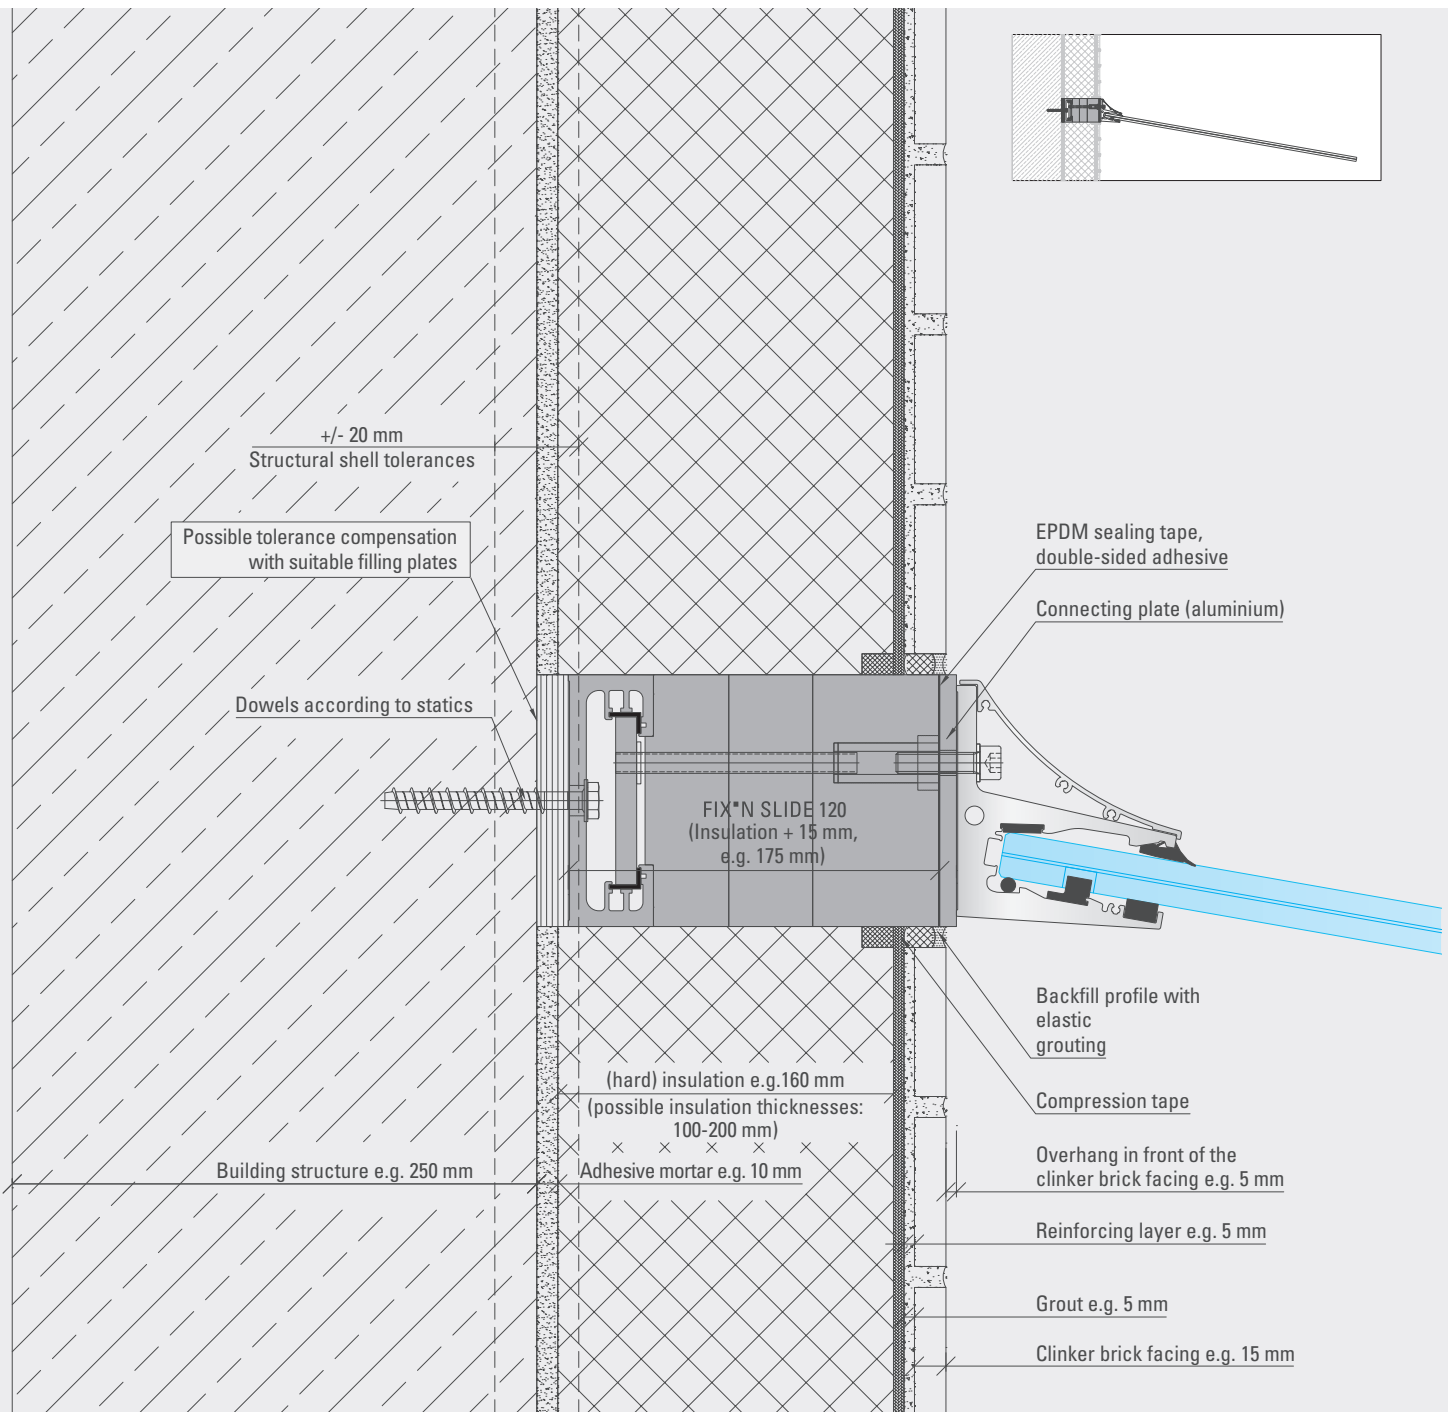 +/- 20 mm
Structural shell tolerances
Possible tolerance compensation
with suitable filling plates
Dowels according to statics
EPDM sealing tape,
double-sided adhesive
Connecting plate (aluminium)
FIX■N SLIDE 120
(Insulation + 15 mm,
e.g. 175 mm)
Backfill profile with
elastic
grouting
(hard) insulation e.g.160 mm
(possible insulation thicknesses:
100-200 mm)
Compression tape
Building structure e.g. 250 mm
Adhesive mortar e.g. 10 mm
Overhang in front of the
clinker brick facing e.g. 5 mm
Reinforcing layer e.g. 5 mm
Grout e.g. 5 mm
Clinker brick facing e.g. 15 mm